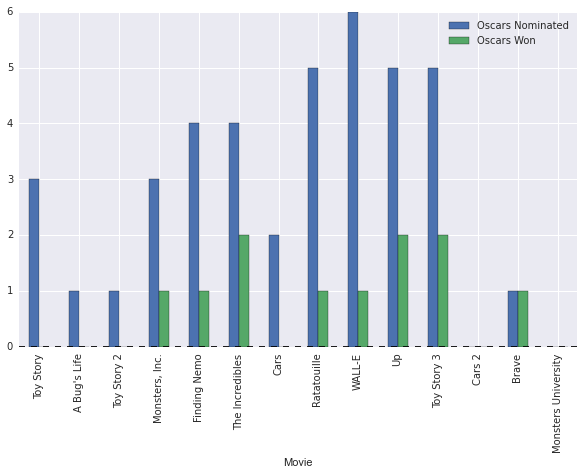 6
5
4
3
2
1
0
Oscars Nominated
Oscars Won
Toy Story
A Bug's Life
Toy Story 2
Monsters, Inc.
Finding Nemo
The Incredibles
Cars
Ratatouille
WALL-E
Up
Toy Story 3
Cars 2
Brave
Monsters University
Movie